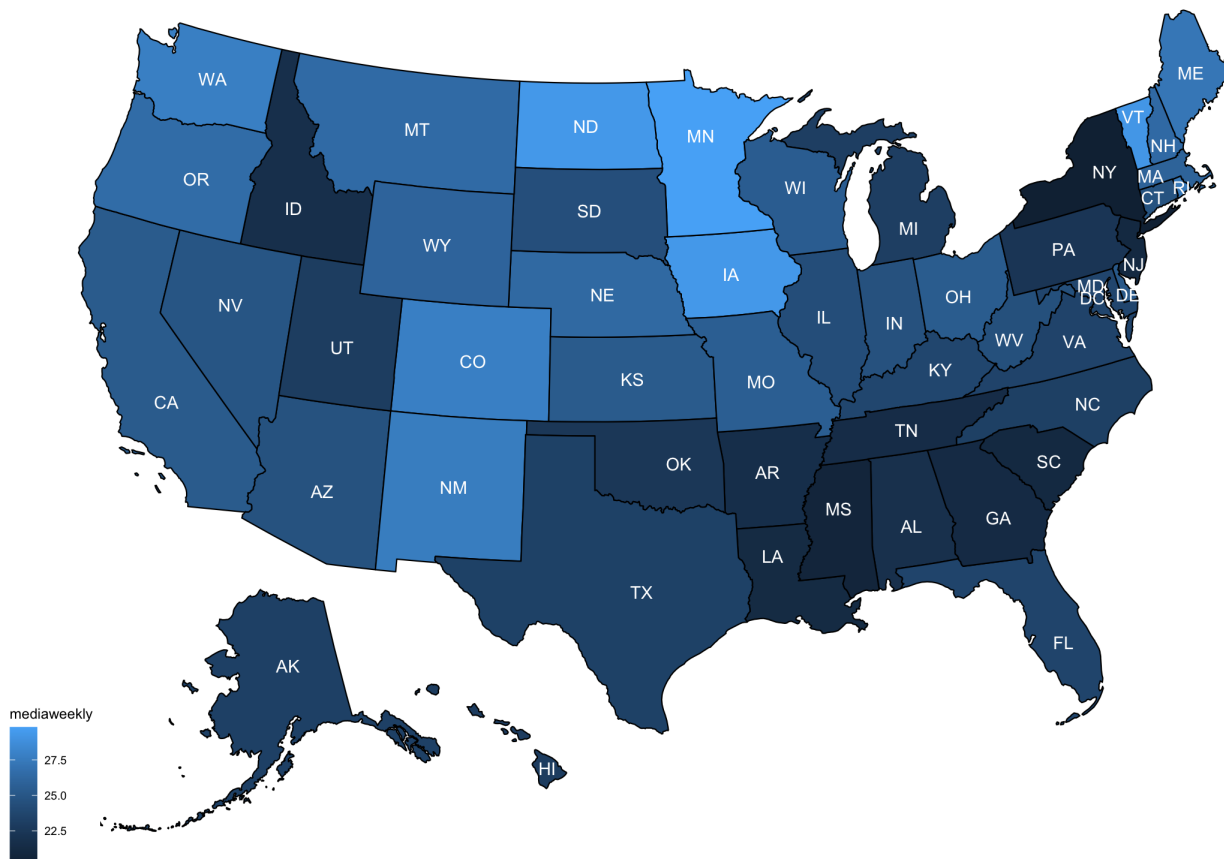 ME
WA
VT
MT
ND
MN
NH
NY
MA
OR
WI
RI
CT
ID
SD
MI
WY
PA
NJ
IA
MD
NE
DE
OH
DC
NV
IL
IN
WV
VA
UT
CO
KY
KS
MO
CA
NC
TN
SC
OK
AR
AZ
NM
MS
GA
AL
LA
TX
FL
AK
mediaweekly
27.5
HI
25.0
22.5